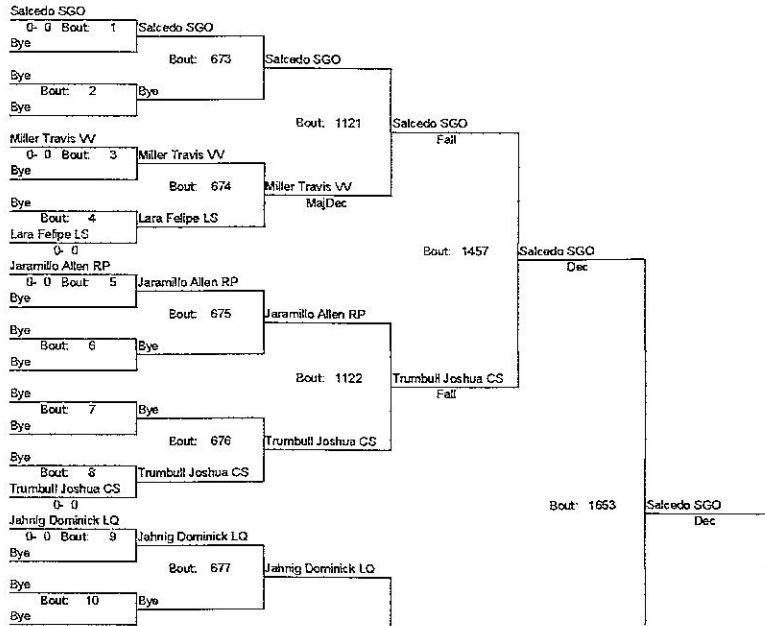 Salcedo SGO
0- 0 Bout: 1
Salcedo SGO
Bye
Bout: 673
Salcedo SGO
Bye
Bout: 2
Bye
Bye
Bout: 1121
Salcedo SGO
Fall
Miller Travis VV
0- 0 Bout: 3
Miller Travis VV
Bye
Bout: 674
Miller Travis VV
MajDec
Bye
Bout: 4
Lara Felipe LS
Lara Felipe LS
0- 0
Bout: 1457
Salcedo SGO
Dec
Jaramillo Allen RP
0- 0 Bout: 5
Jaramillo Allen RP
Bye
Bout: 675
Jaramillo Allen RP
Bye
Bout: 6
Bye
Bye
Bout: 1122
Trumbull Joshua CS
Fall
Bye
Bout: 7
Bye
Bye
Bout: 676
Trumbull Joshua CS
Bye
Bout: 8
Trumbull Joshua CS
Trumbull Joshua CS
0- 0
Bout: 1653
Salcedo SGO
Dec
Jahnig Dominick LQ
0- 0 Bout: 9
Jahnig Dominick LQ
Bye
Bout: 677
Jahnig Dominick LQ
Bye
Bout: 10
Bye
Bye